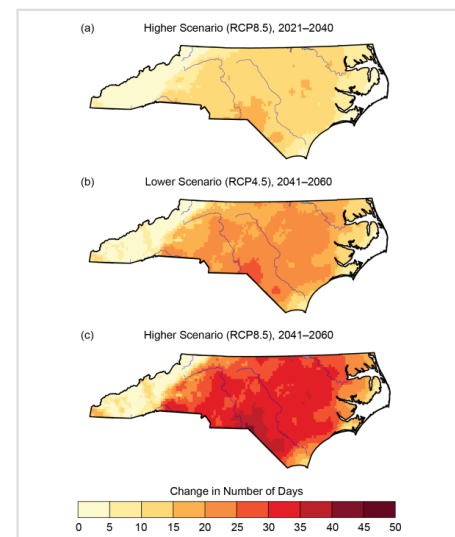 (a) Higher Scenario (RCP8.5), 2021–2040
(b) Lower Scenario (RCP4.5), 2041–2060
(c) Higher Scenario (RCP8.5), 2041–2060
Change in Number of Days
0 5 10 15 20 25 30 35 40 45 50